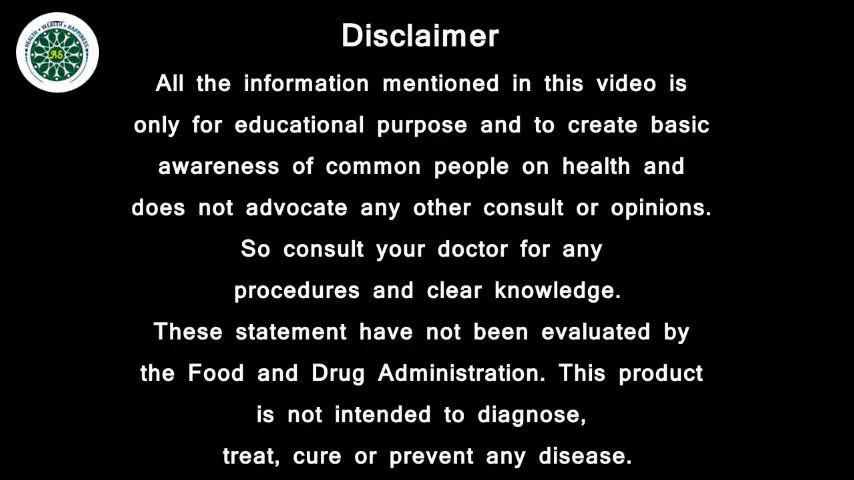 HEALTH • WEALTH • HAPPINESS
Disclaimer
All the information mentioned in this video is
only for educational purpose and to create basic
awareness of common people on health and
does not advocate any other consult or opinions.
So consult your doctor for any
procedures and clear knowledge.
These statement have not been evaluated by
the Food and Drug Administration. This product
is not intended to diagnose,
treat, cure or prevent any disease.